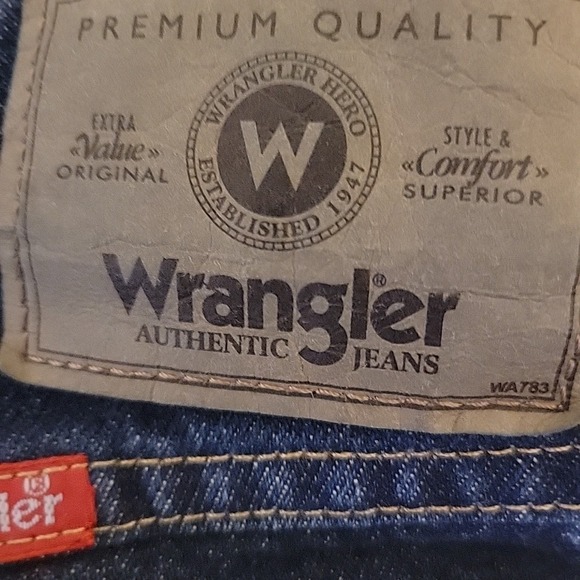 PREMIUM QUALITY
EXTRA
«Value»
ORIGINAL
WRANGLER HERO
W
ESTABLISHED 1947
STYLE &
«Comfort»
SUPERIOR
Wrangler®
AUTHENTIC JEANS
WA783
ler®